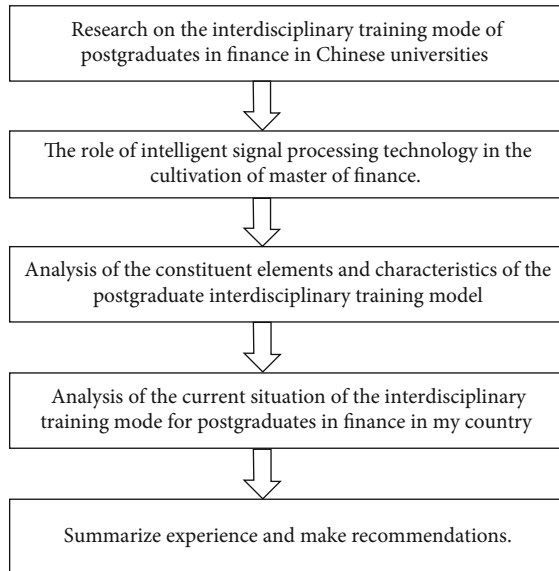 Research on the interdisciplinary training mode of
postgraduates in finance in Chinese universities
The role of intelligent signal processing technology in the
cultivation of master of finance.
Analysis of the constituent elements and characteristics of the
postgraduate interdisciplinary training model
Analysis of the current situation of the interdisciplinary
training mode for postgraduates in finance in my country
Summarize experience and make recommendations.